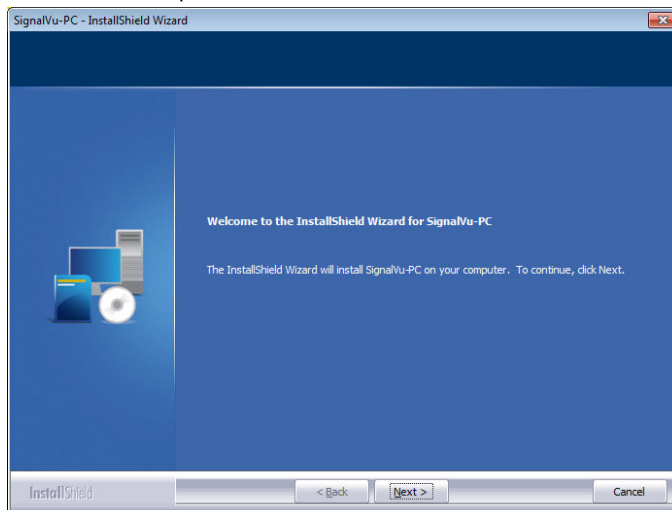 SignalVu-PC - InstallShield Wizard
Welcome to the InstallShield Wizard for SignalVu-PC
The InstallShield Wizard will install SignalVu-PC on your computer. To continue, click Next.
InstallShield
< Back
Next >
Cancel